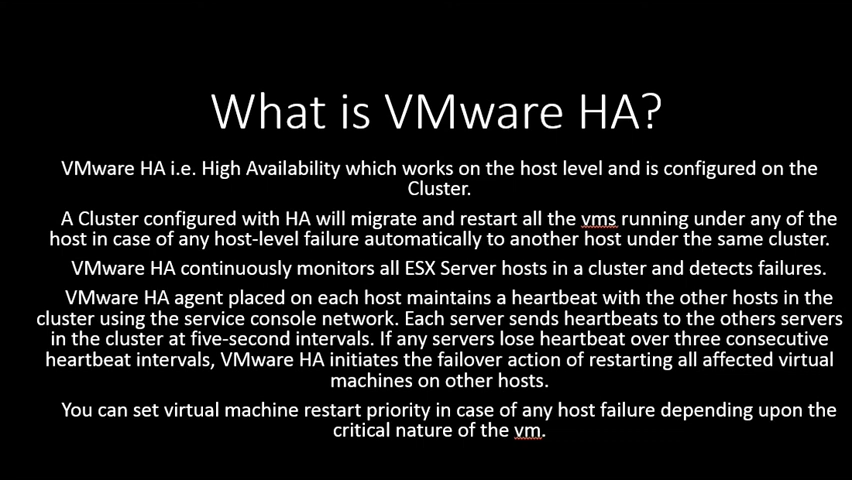 What is VMware HA?
VMware HA i.e. High Availability which works on the host level and is configured on the
Cluster.
A Cluster configured with HA will migrate and restart all the vms running under any of the
host in case of any host-level failure automatically to another host under the same cluster.
VMware HA continuously monitors all ESX Server hosts in a cluster and detects failures.
VMware HA agent placed on each host maintains a heartbeat with the other hosts in the
cluster using the service console network. Each server sends heartbeats to the others servers
in the cluster at five-second intervals. If any servers lose heartbeat over three consecutive
heartbeat intervals, VMware HA initiates the failover action of restarting all affected virtual
machines on other hosts.
You can set virtual machine restart priority in case of any host failure depending upon the
critical nature of the vm.